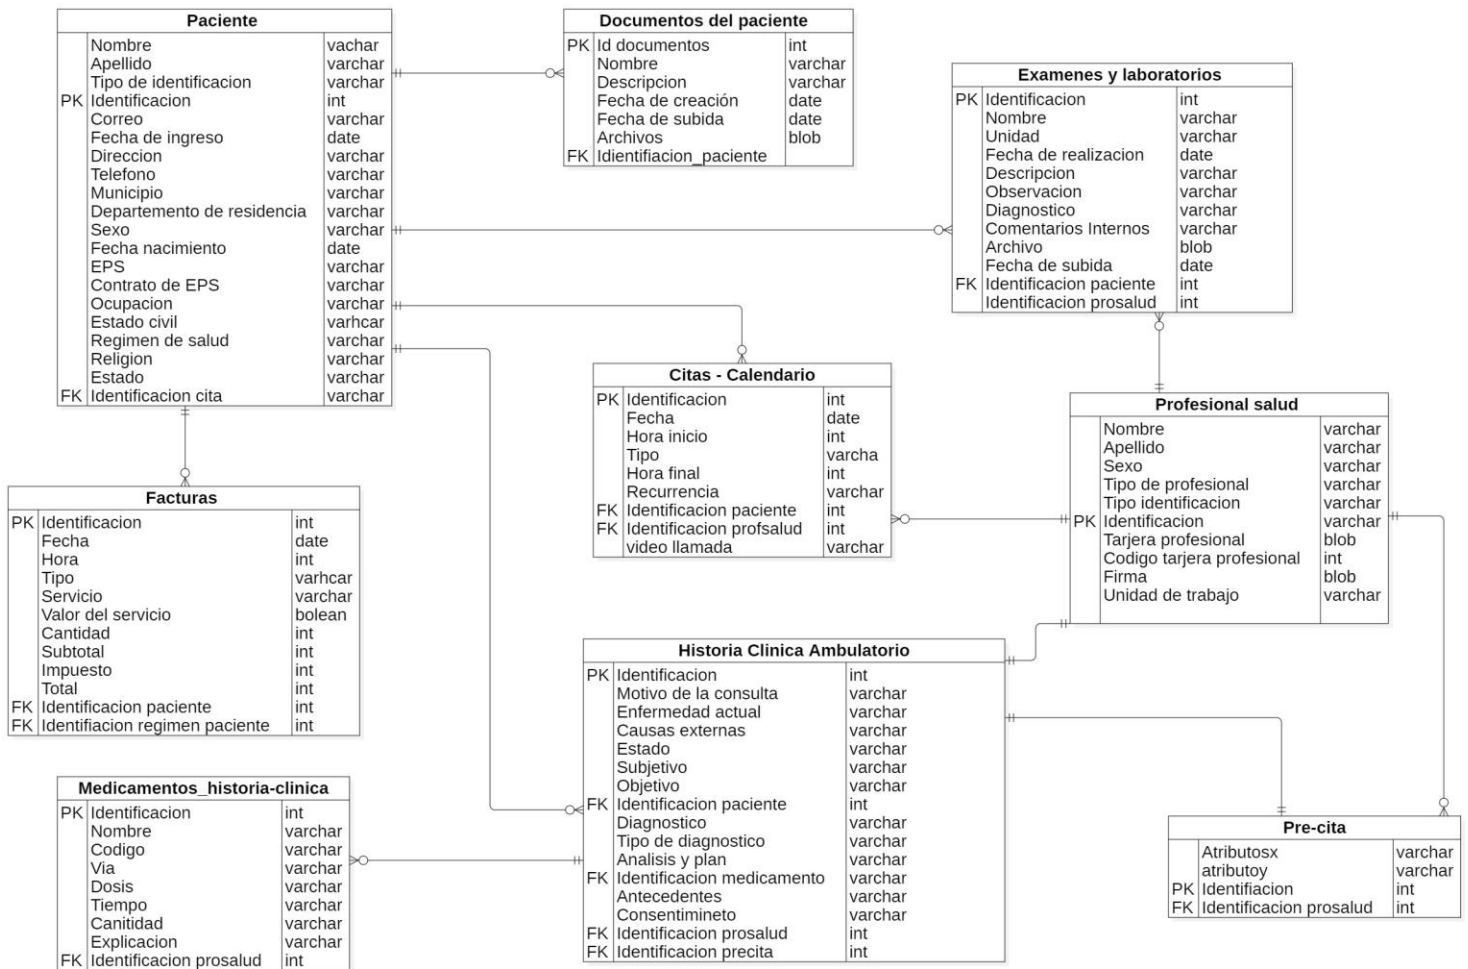 Paciente
Nombre vachar
Apellido varchar
Tipo de identificacion varchar
PK Identificacion int
Correo varchar
Fecha de ingreso date
Direccion varchar
Telefono varchar
Municipio varchar
Departemento de residencia varchar
Sexo varchar
Fecha nacimiento date
EPS varchar
Contrato de EPS varchar
Ocupacion varchar
Estado civil varhcar
Regimen de salud varchar
Religion varchar
Estado varchar
FK Identificacion cita varchar
Documentos del paciente
PK Id documentos int
Nombre varchar
Descripcion varchar
Fecha de creación date
Fecha de subida date
Archivos blob
FK Idientifiacion_paciente
Examenes y laboratorios
PK Identificacion int
Nombre varchar
Unidad varchar
Fecha de realizacion date
Descripcion varchar
Observacion varchar
Diagnostico varchar
Comentarios Internos varchar
Archivo blob
Fecha de subida date
FK Identificacion paciente int
Identificacion prosalud int
Citas - Calendario
PK Identificacion int
Fecha date
Hora inicio int
Tipo varcha
Hora final int
Recurrencia varchar
FK Identificacion paciente int
FK Identificacion profsalud int
video llamada varchar
Profesional salud
Nombre varchar
Apellido varchar
Sexo varchar
Tipo de profesional varchar
Tipo identificacion varchar
PK Identificacion varchar
Tarjera profesional blob
Codigo tarjera profesional int
Firma blob
Unidad de trabajo varchar
Facturas
PK Identificacion int
Fecha date
Hora int
Tipo varhcar
Servicio varchar
Valor del servicio bolean
Cantidad int
Subtotal int
Impuesto int
Total int
FK Identificacion paciente int
FK Identifiacion regimen paciente int
Historia Clinica Ambulatorio
PK Identificacion int
Motivo de la consulta varchar
Enfermedad actual varchar
Causas externas varchar
Estado varchar
Subjetivo varchar
Objetivo varchar
FK Identificacion paciente int
Diagnostico varchar
Tipo de diagnostico varchar
Analisis y plan varchar
FK Identificacion medicamento varchar
Antecedentes varchar
Consentimineto varchar
FK Identificacion prosalud int
FK Identificacion precita int
Medicamentos_historia-clinica
PK Identificacion int
Nombre varchar
Codigo varchar
Via varchar
Dosis varchar
Tiempo varchar
Canitidad varchar
Explicacion varchar
FK Identificacion prosalud int
Pre-cita
Atributosx varchar
atributoy varchar
PK Identifiacion int
FK Identificacion prosalud int